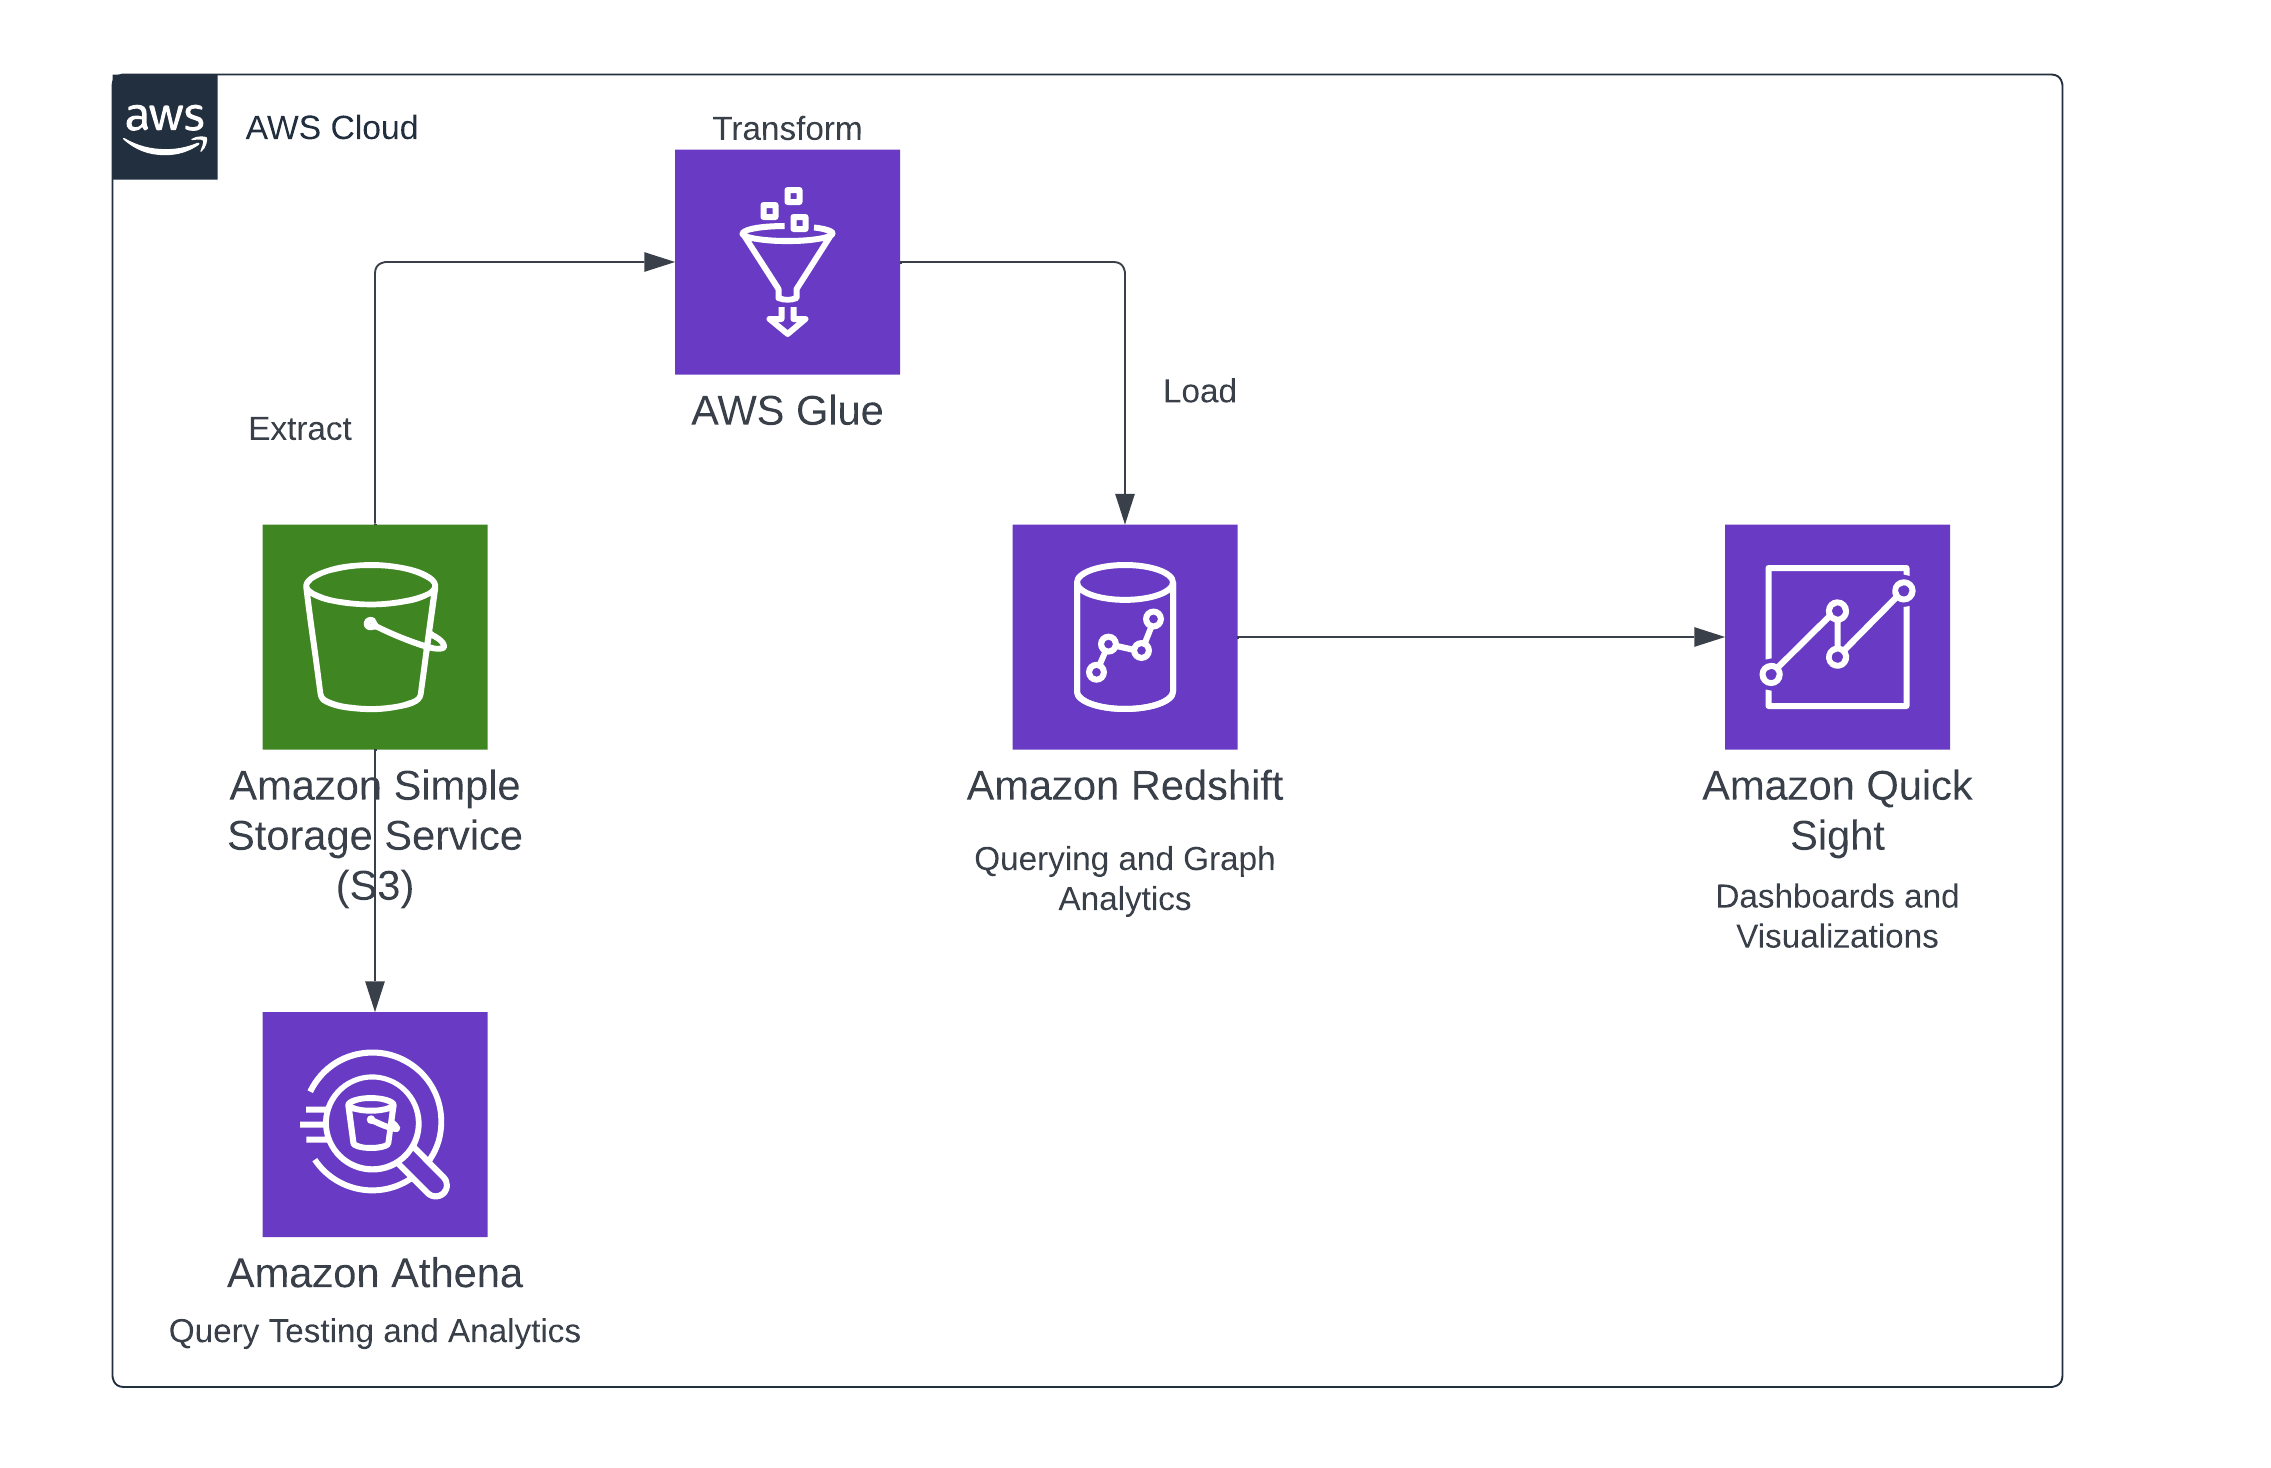 aws
AWS Cloud
Transform
AWS Glue
Extract
Load
Amazon Simple
Storage Service
(S3)
Amazon Redshift
Querying and Graph
Analytics
Amazon Quick
Sight
Dashboards and
Visualizations
Amazon Athena
Query Testing and Analytics